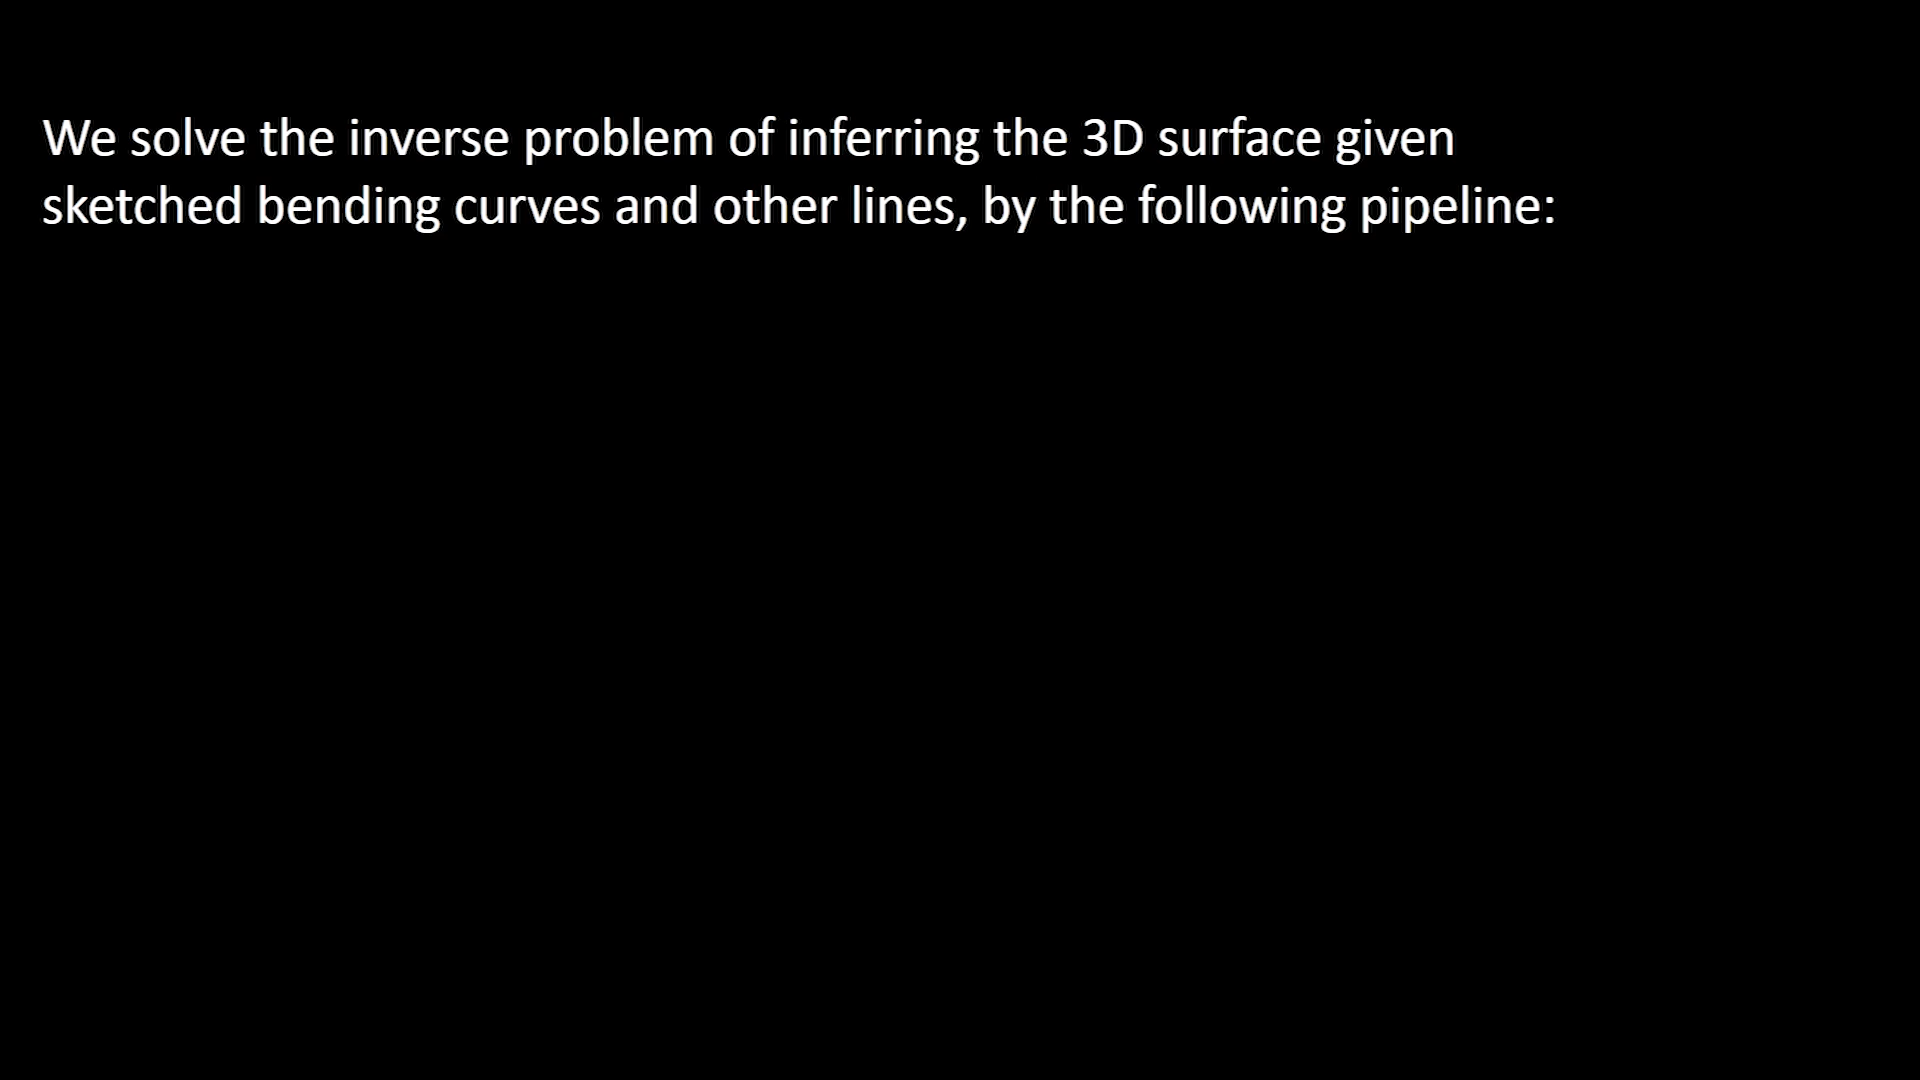 We solve the inverse problem of inferring the 3D surface given
sketched bending curves and other lines, by the following pipeline: